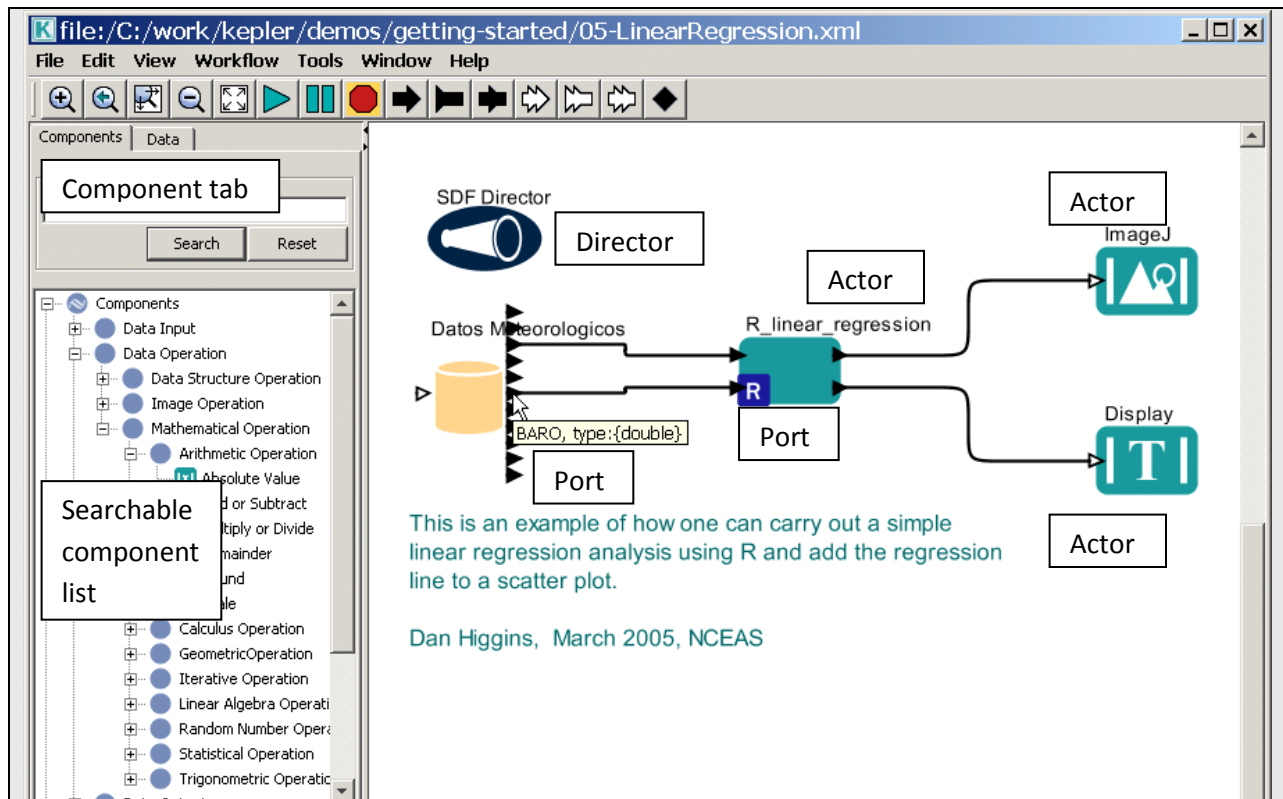 file:/C:/work/kepler/demos/getting-started/05-LinearRegression.xml
File Edit View Workflow Tools Window Help
Components Data
Component tab
Search Reset
Components
Data Input
Data Operation
Data Structure Operation
Image Operation
Mathematical Operation
Arithmetic Operation
Absolute Value
or Subtract
or Divide
Searchable
component
list
Calculus Operation
GeometricOperation
Iterative Operation
Linear Algebra Operati
Random Number Opera
Statistical Operation
Trigonometric Operatic
SDF Director
Director
Datos Meteorologicos
BARO, type:{double}
Port
Actor
R_linear_regression
R
Port
Actor
ImageJ
Display
T
Actor
This is an example of how one can carry out a simple
linear regression analysis using R and add the regression
line to a scatter plot.
Dan Higgins, March 2005, NCEAS